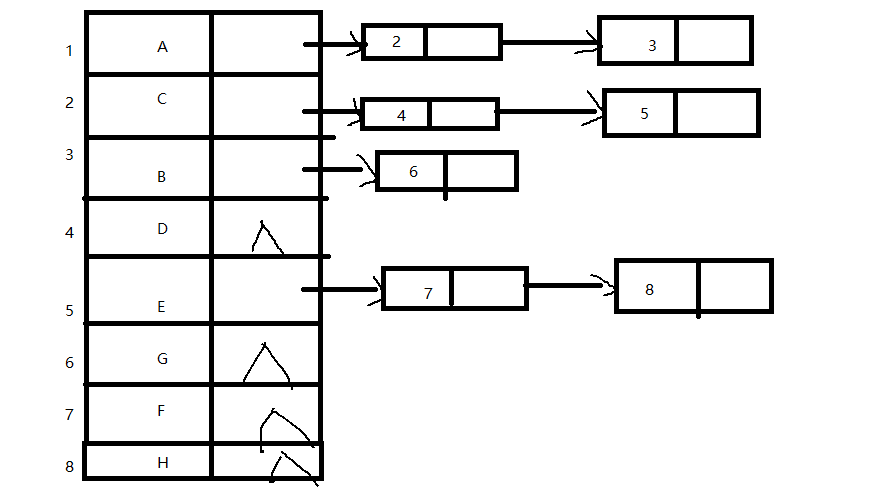 1 A 2 3
2 C 4 5
3 B 6
4 D ∧
5 E 7 8
6 G ∧
7 F ∧
8 H ∧